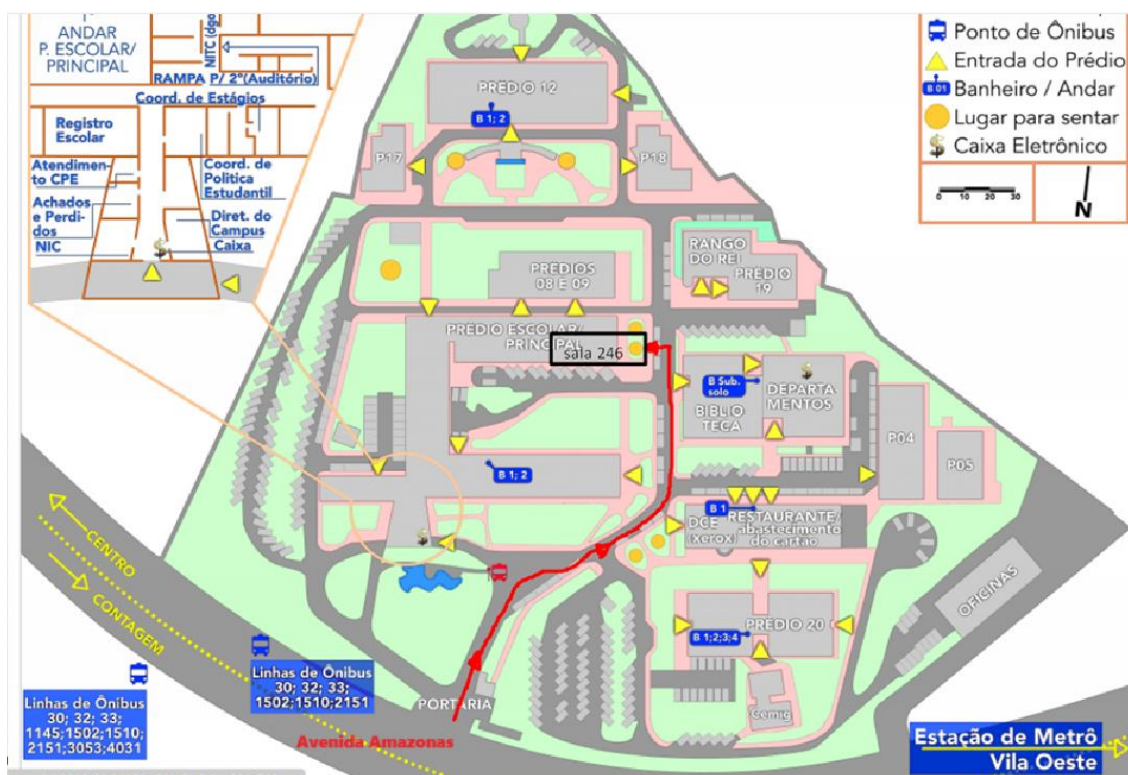 1º
ANDAR
P. ESCOLAR/
PRINCIPAL
NITC (dgo)
RAMPA P/ 2º(Auditório)
Coord. de Estágios
Registro
Escolar
Atendimen-
to CPE
Achados
e Perdi-
dos
NIC
Coord. de
Política
Estudantil
Diret. do
Campus
Caixa
$
Ponto de Ônibus
Entrada do Prédio
B 01
Banheiro / Andar
Lugar para sentar
$
Caixa Eletrônico
0 10 20 30
N
PRÉDIO 12
B 1; 2
P17
P18
RANGO
DO REI
PRÉDIO
19
PRÉDIOS
08 E 09
PRÉDIO ESCOLAR/
PRINCIPAL
sala 246
B Sub.
solo
BIBLIO
TECA
$
DEPARTA
MENTOS
P04
P05
B 1; 2
$
B 1
DCE
(xerox)
RESTAURANTE/
abastecimento
do cartão
OFICINAS
B 1;2;3;4
PRÉDIO 20
Cemig
CENTRO
CONTAGEM
Linhas de Ônibus
30; 32; 33;
1145;1502;1510;
2151;3053;4031
Linhas de Ônibus
30; 32; 33;
1502;1510;2151
PORTARIA
Avenida Amazonas
Estação de Metrô
Vila Oeste